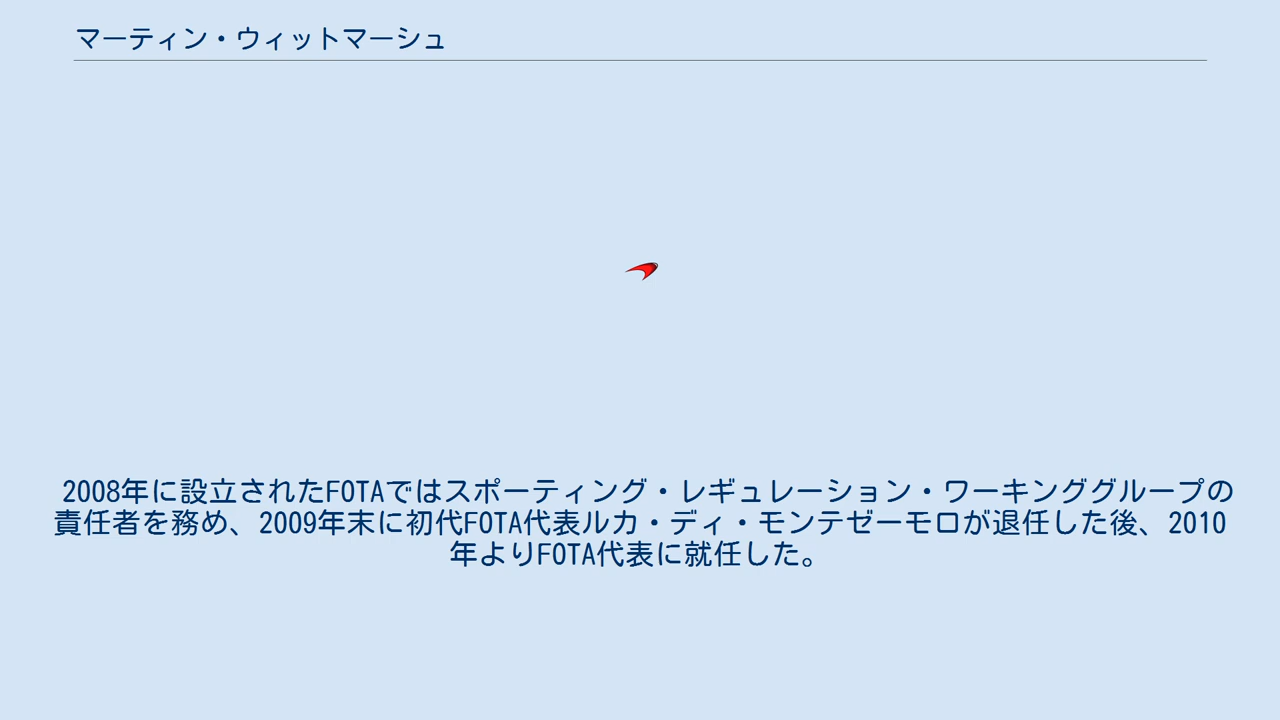 マーティン・ウィットマーシュ
2008年に設立されたFOTAではスポーティング・レギュレーション・ワーキンググループの
責任者を務め、2009年末に初代FOTA代表ルカ・ディ・モンテゼーモロが退任した後、2010
年よりFOTA代表に就任した。